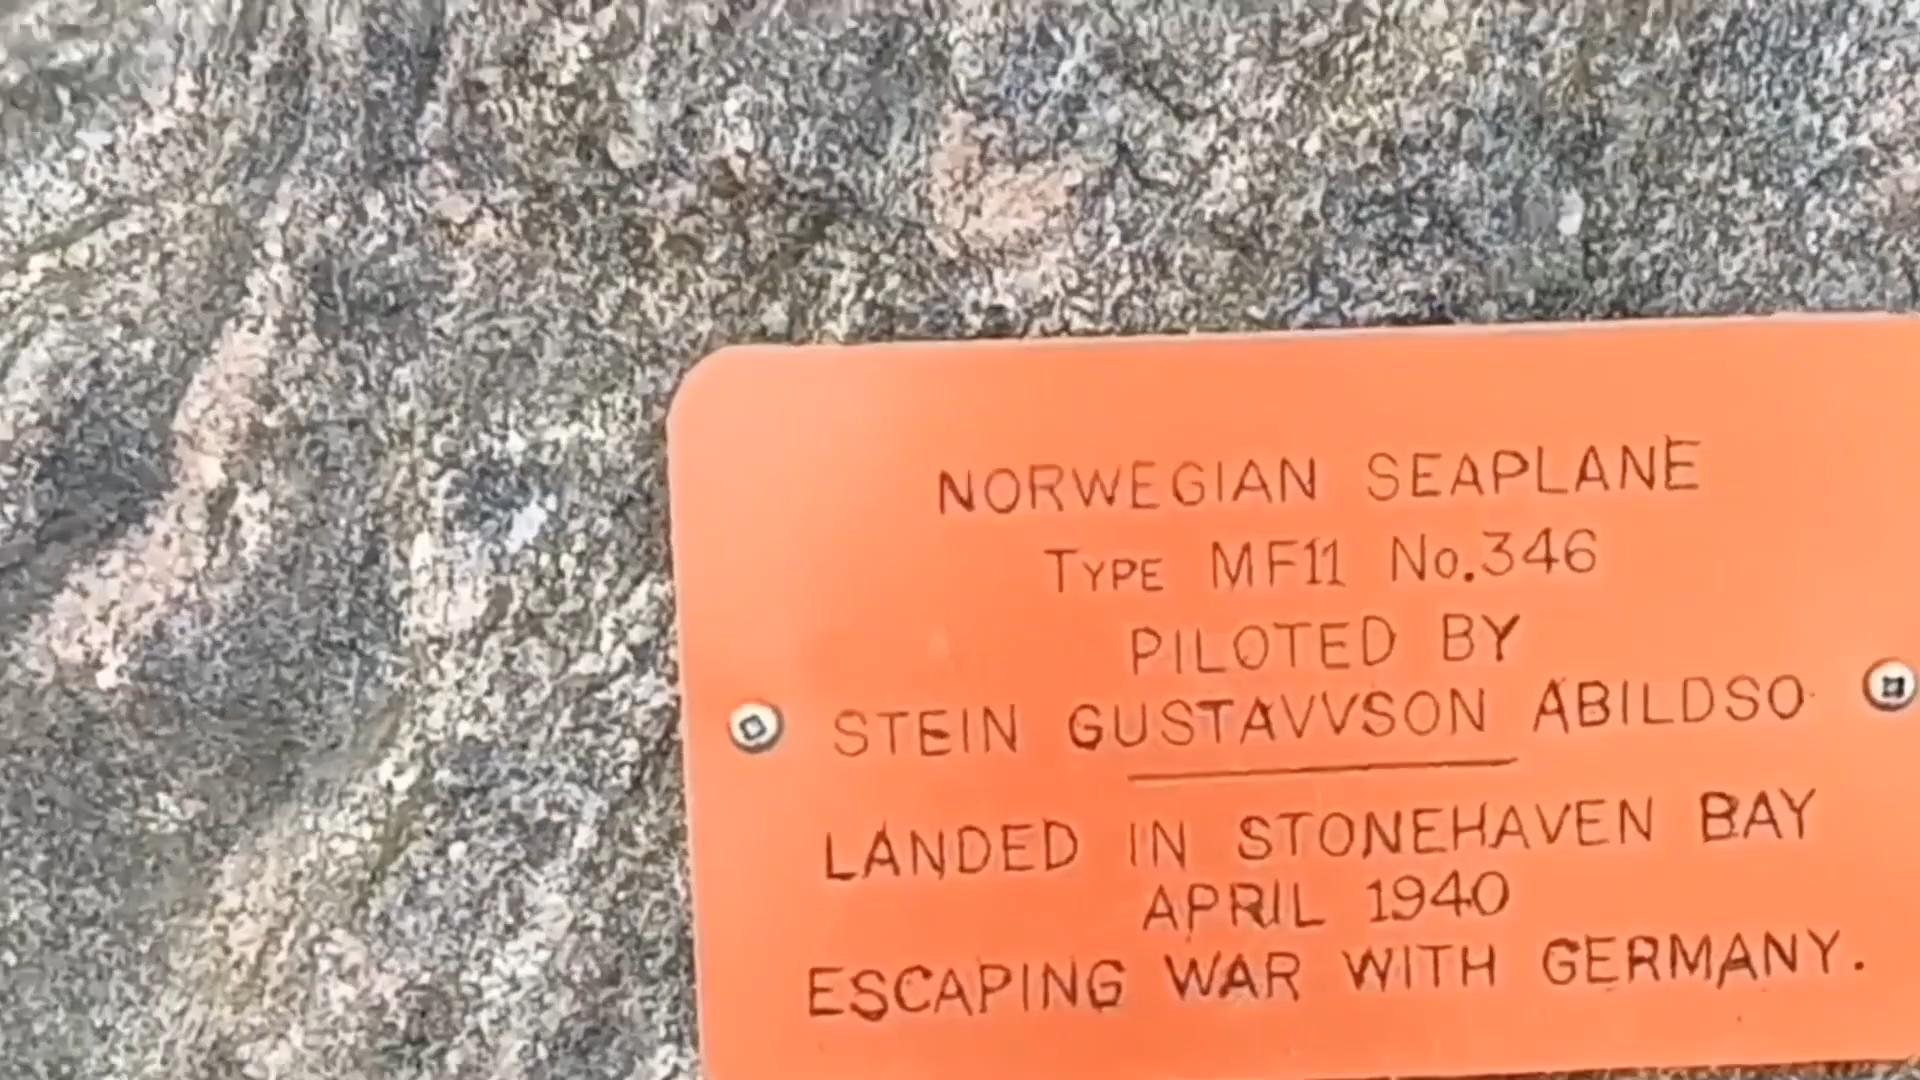 NORWEGIAN SEAPLANE
TYPE MF11 No.346
PILOTED BY
STEIN GUSTAVVSON ABILDSO
LANDED IN STONEHAVEN BAY
APRIL 1940
ESCAPING WAR WITH GERMANY.